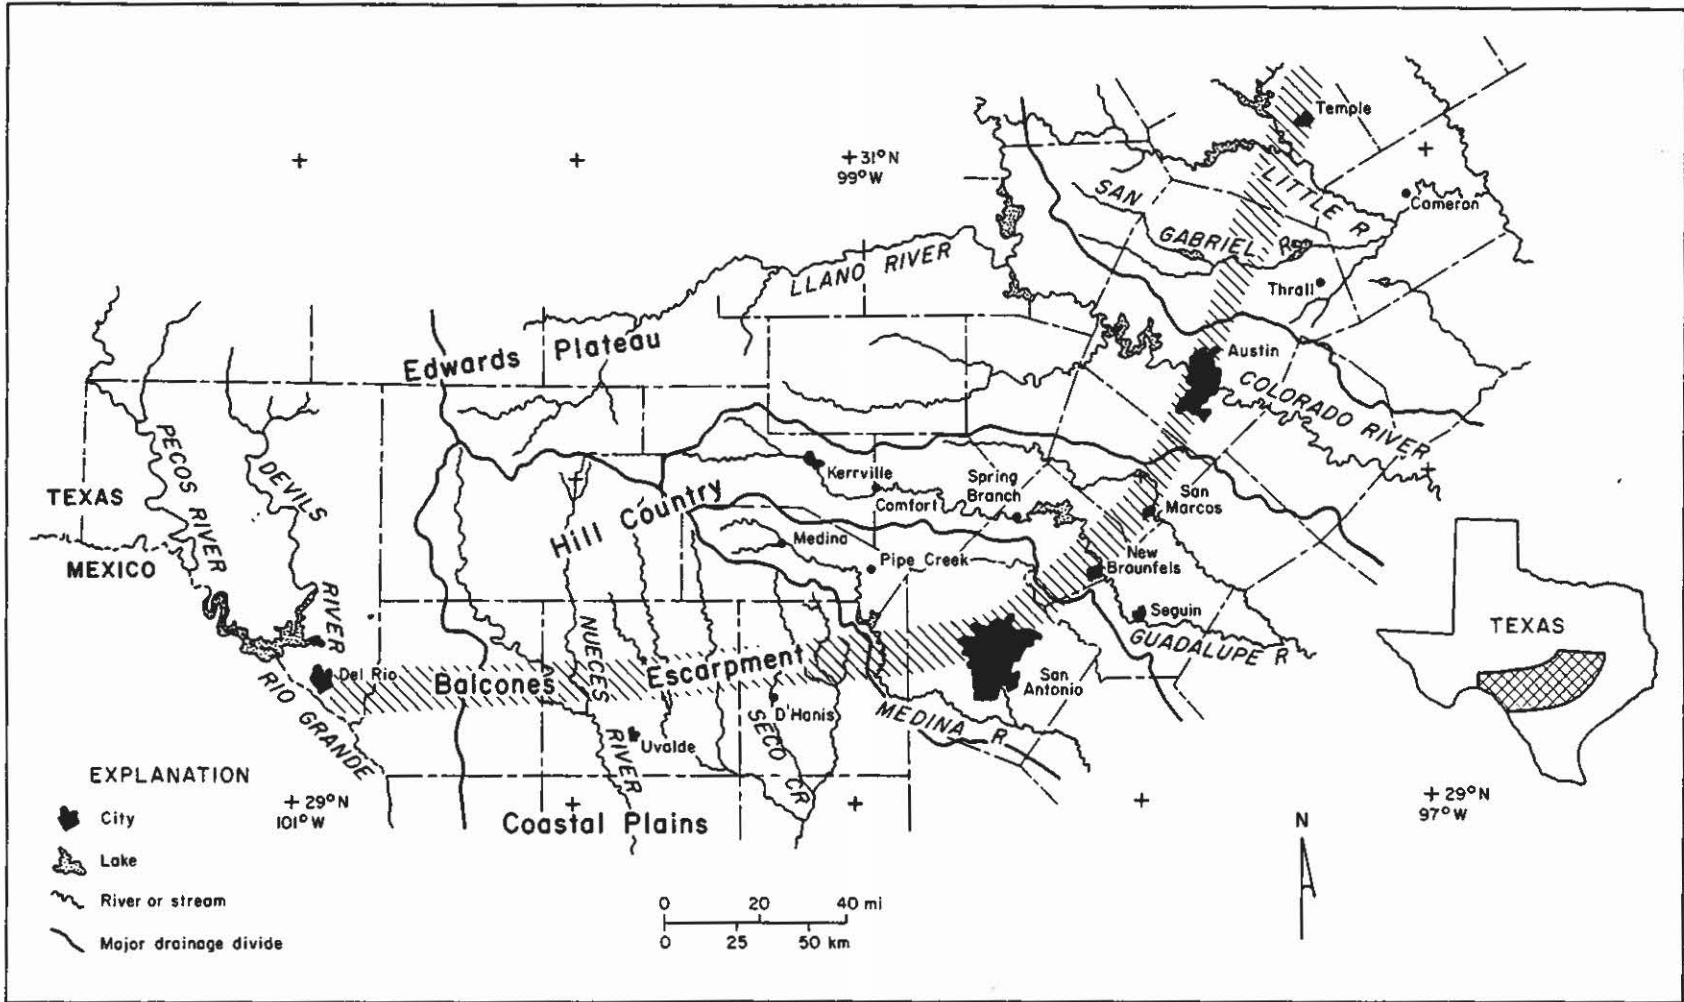 Temple
+31°N
99°W
SAN
GABRIEL R
LITTLE R
Cameron
Thrall
LLANO RIVER
Edwards Plateau
Austin
COLORADO RIVER
PECOS RIVER
DEVILS RIVER
TEXAS
MEXICO
Hill Country
Kerrville
Comfort
Spring
Branch
San
Marcos
Medina
Pipe Creek
New
Braunfels
Seguin
GUADALUPE R
TEXAS
Del Rio
RIO GRANDE
Balcones Escarpment
NUECES RIVER
San
Antonio
D'Hanis
SECO CR
MEDINA R
Uvalde
Coastal Plains
EXPLANATION
City
Lake
River or stream
Major drainage divide
+29°N
101°W
+29°N
97°W
N
0 20 40 mi
0 25 50 km